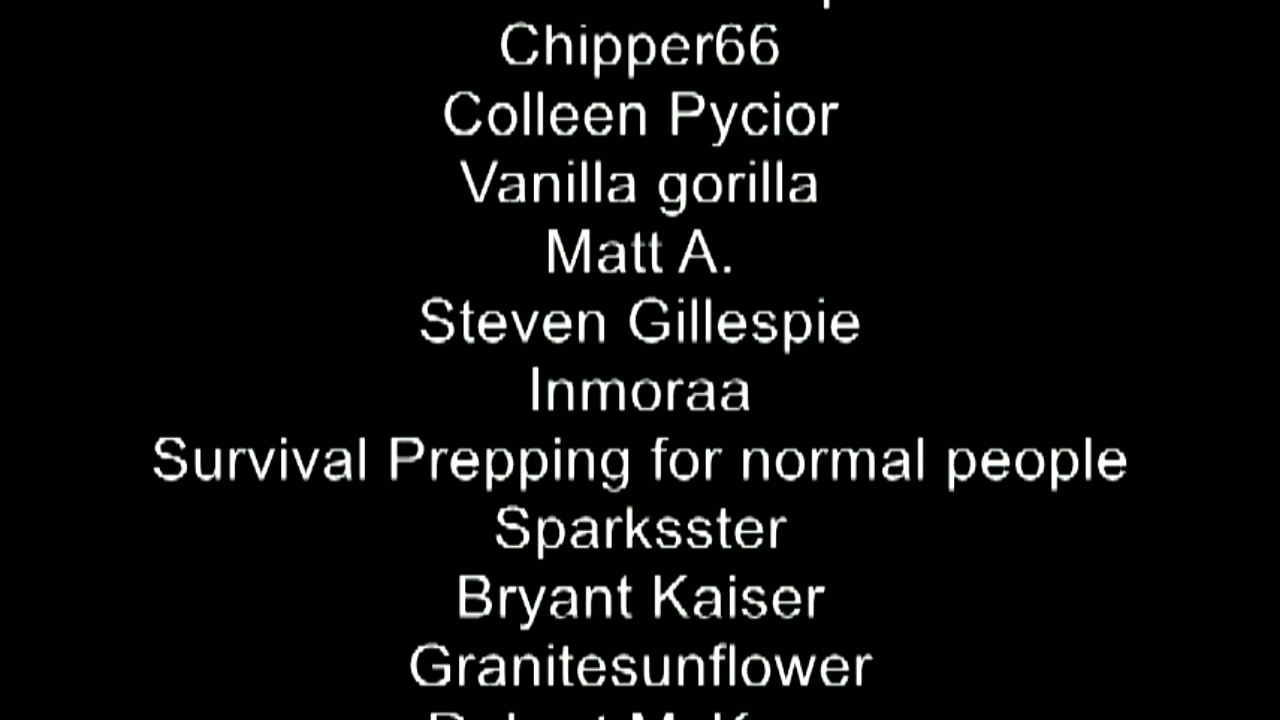 Chipper66
Colleen Pycior
Vanilla gorilla
Matt A.
Steven Gillespie
Inmoraa
Survival Prepping for normal people
Sparksster
Bryant Kaiser
Granitesunflower